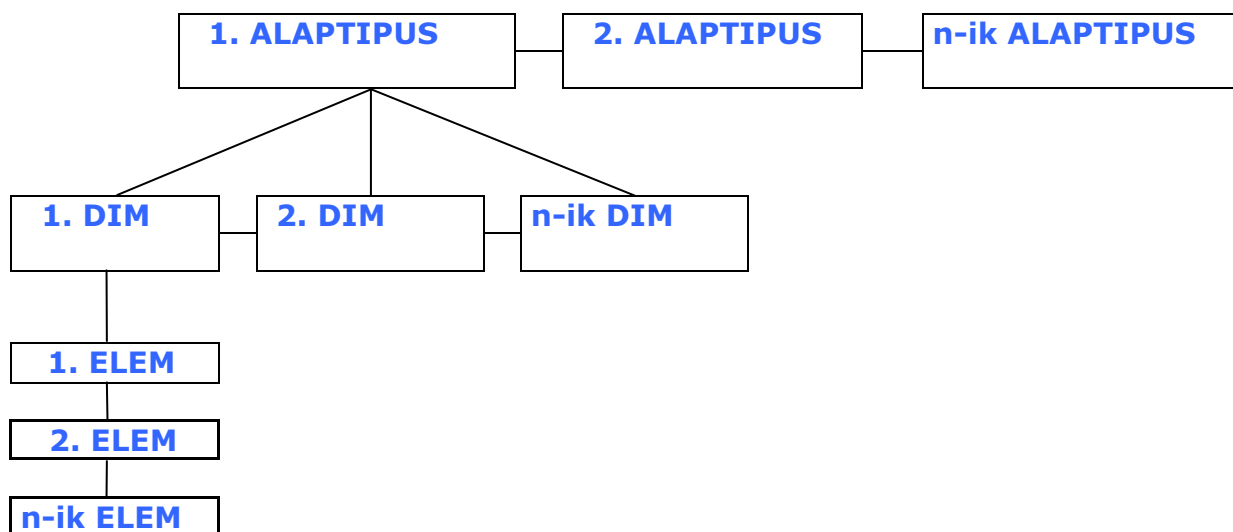 1. ALAPTIPUS
2. ALAPTIPUS
n-ik ALAPTIPUS
1. DIM
2. DIM
n-ik DIM
1. ELEM
2. ELEM
n-ik ELEM